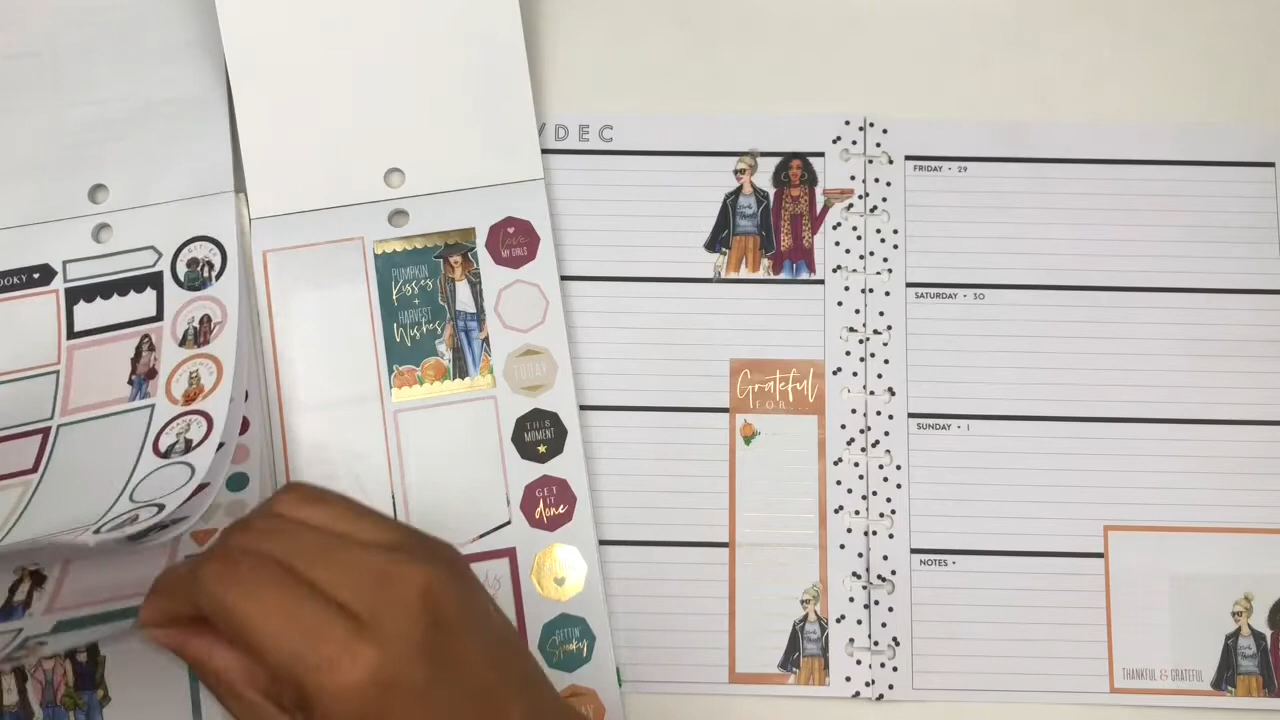 /DEC
FRIDAY • 29
SATURDAY • 30
SUNDAY • 1
NOTES
Grateful
FOR...
THANKFUL & GRATEFUL
PUMPKIN
Kisses
+
HARVEST
Wishes
love
MY GIRLS
TODAY
THIS
MOMENT
GET
IT
done
GETTIN'
Spooky